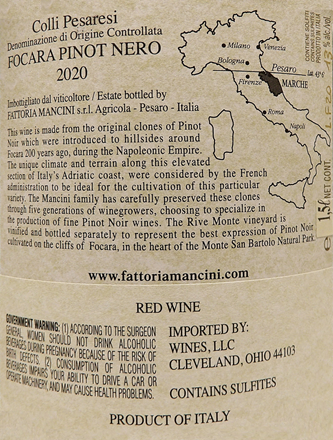 Colli Pesaresi
Denominazione di Origine Controllata
FOCARA PINOT NERO
2020
Imbottigliato dal viticoltore / Estate bottled by
FATTORIA MANCINI s.r.l. Agricola - Pesaro - Italia
Milano
Venezia
Bologna
Pesaro
Firenze
MARCHE
Roma
Napoli
This wine is made from the original clones of Pinot
Noir which were introduced to hillsides around
Focara 200 years ago, during the Napoleonic Empire.
The unique climate and terrain along this elevated
section of Italy's Adriatic coast, were considered by the French
administration to be ideal for the cultivation of this particular
variety. The Mancini family has carefully preserved these clones
through five generations of winegrowers, choosing to specialize in
the production of fine Pinot Noir wines. The Rive Monte vineyard is
vinified and bottled separately to represent the best expression of Pinot Noir
cultivated on the cliffs of Focara, in the heart of the Monte San Bartolo Natural Park.
CONTIENE SOLFITI
CONTAINS SULFITES
NET CONT.
www.fattoriamancini.com
RED WINE
GOVERNMENT WARNING: (1) ACCORDING TO THE SURGEON
GENERAL, WOMEN SHOULD NOT DRINK ALCOHOLIC
BEVERAGES DURING PREGNANCY BECAUSE OF THE RISK OF
BIRTH DEFECTS. (2) CONSUMPTION OF ALCOHOLIC
BEVERAGES IMPAIRS YOUR ABILITY TO DRIVE A CAR OR
OPERATE MACHINERY, AND MAY CAUSE HEALTH PROBLEMS.
IMPORTED BY:
WINES, LLC
CLEVELAND, OHIO 44103
CONTAINS SULFITES
PRODUCT OF ITALY